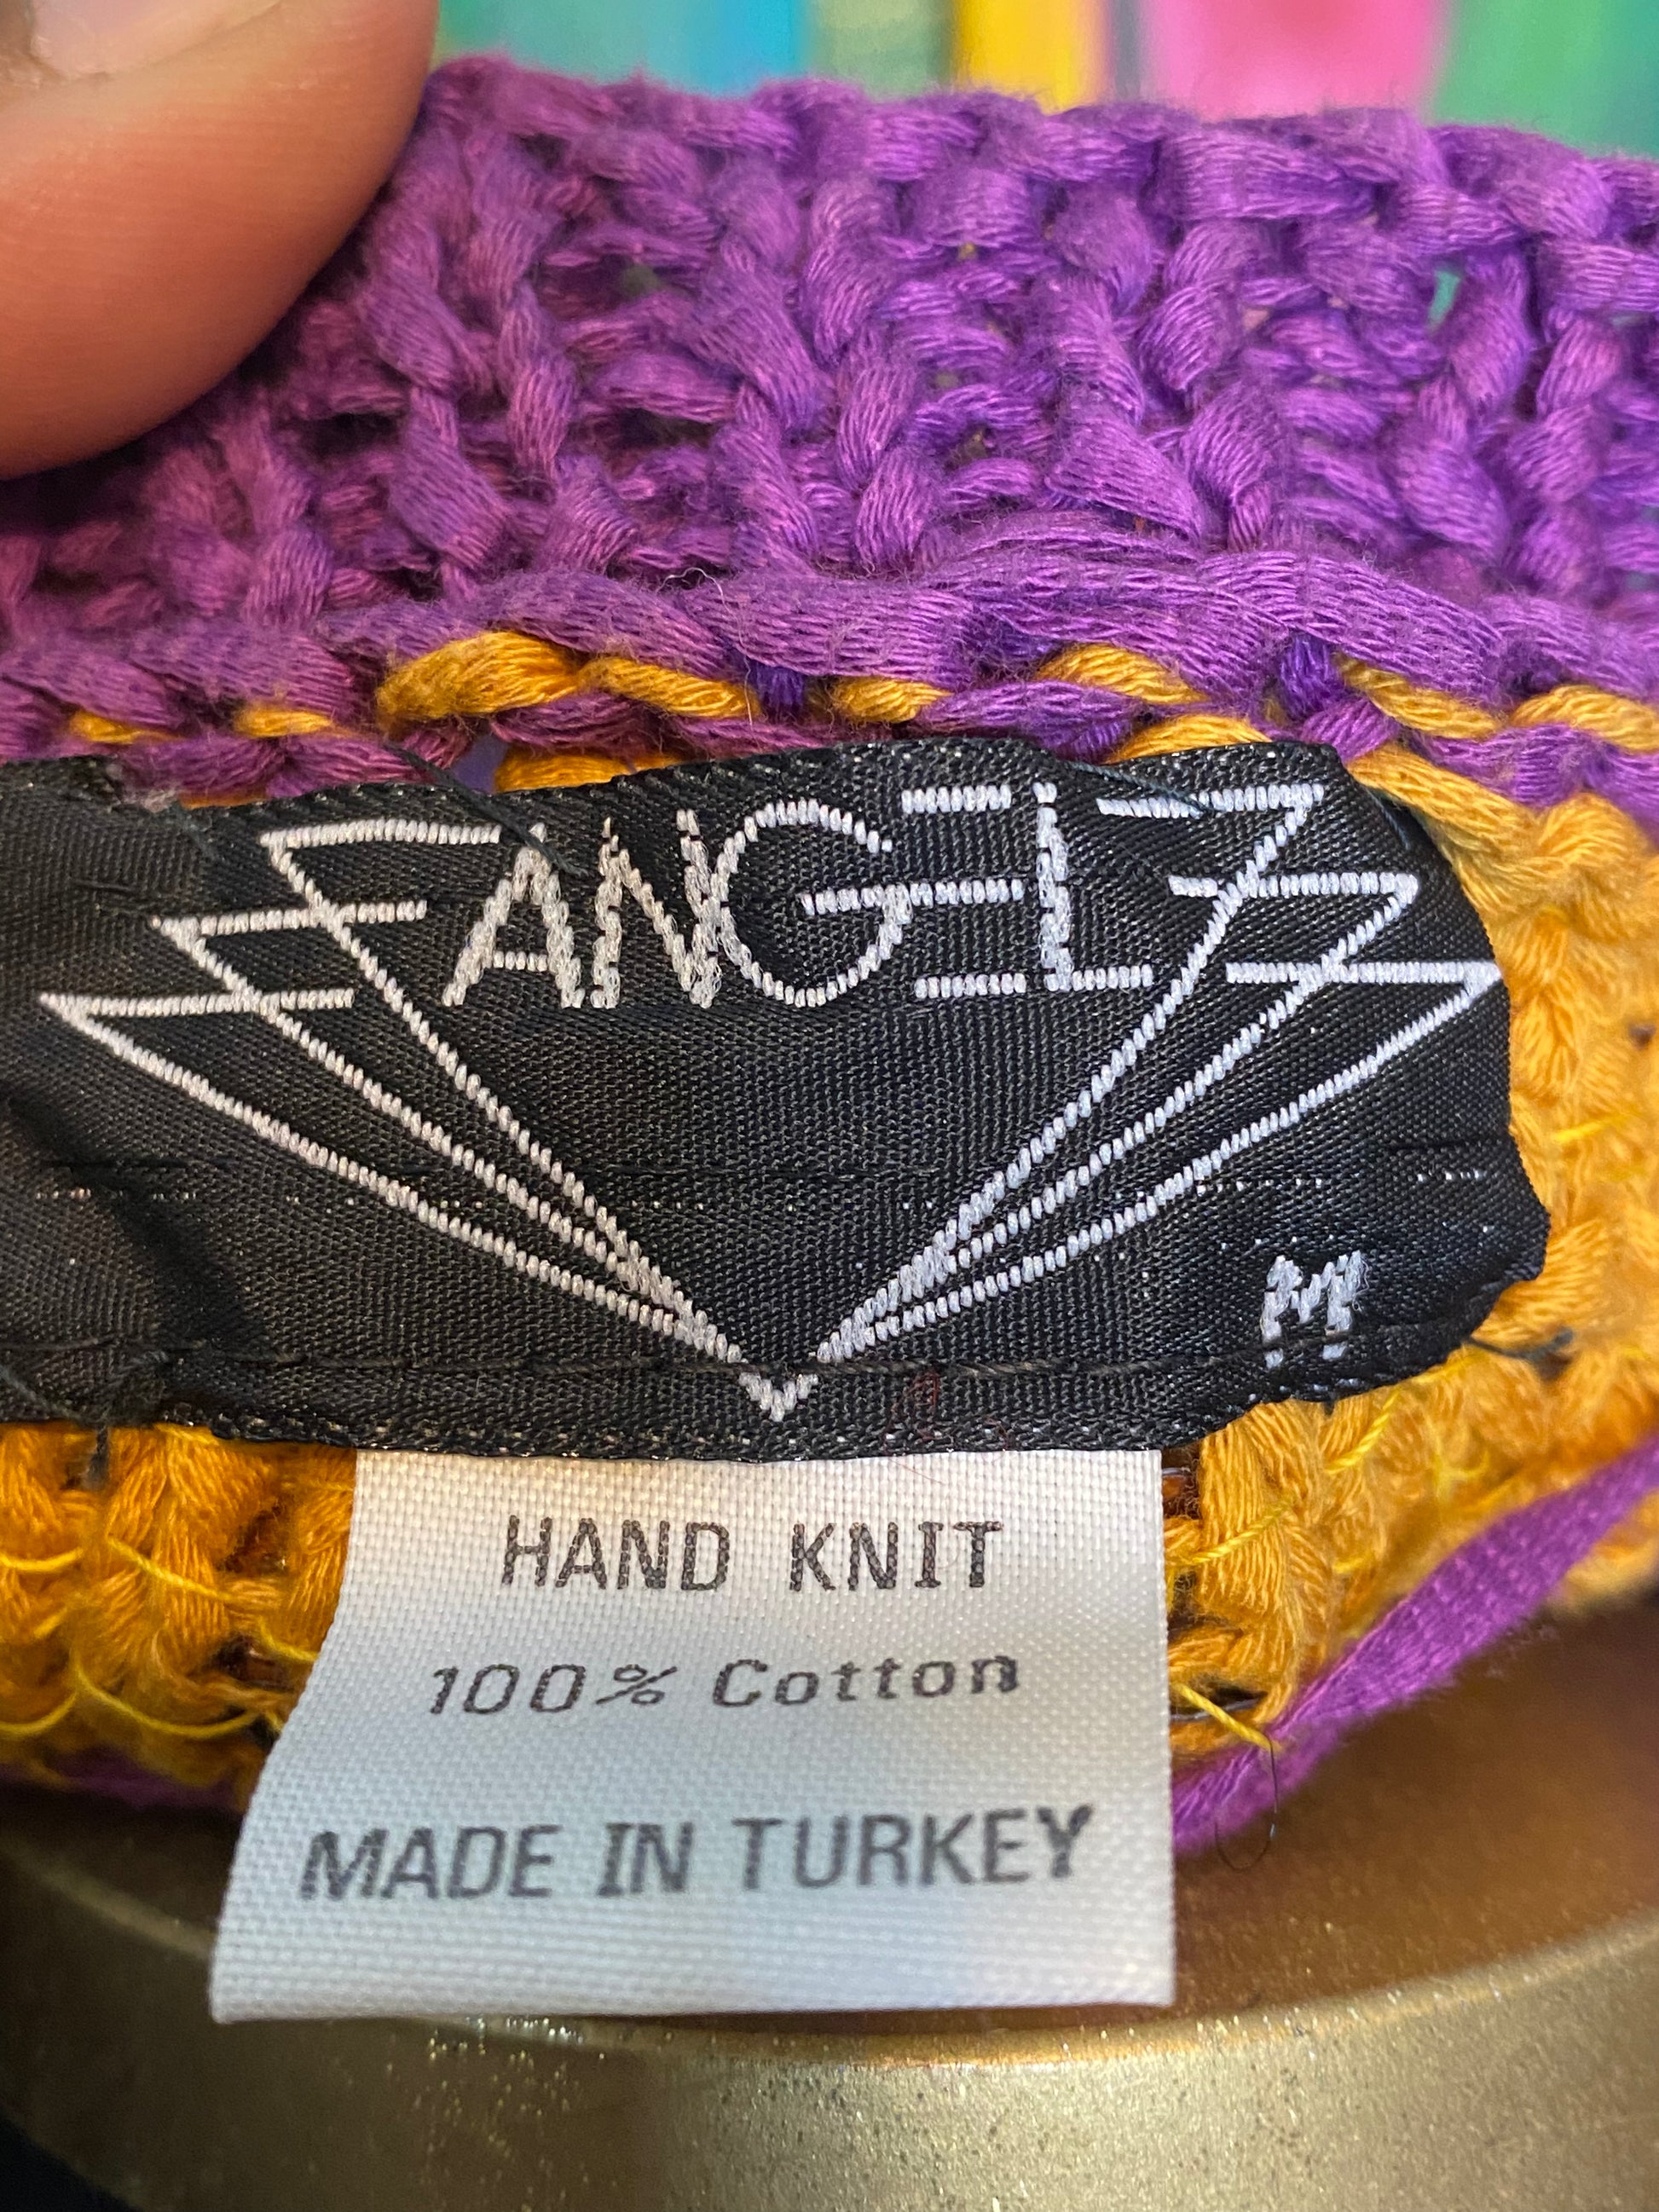 ANGEL
M
HAND KNIT
100% Cotton
MADE IN TURKEY